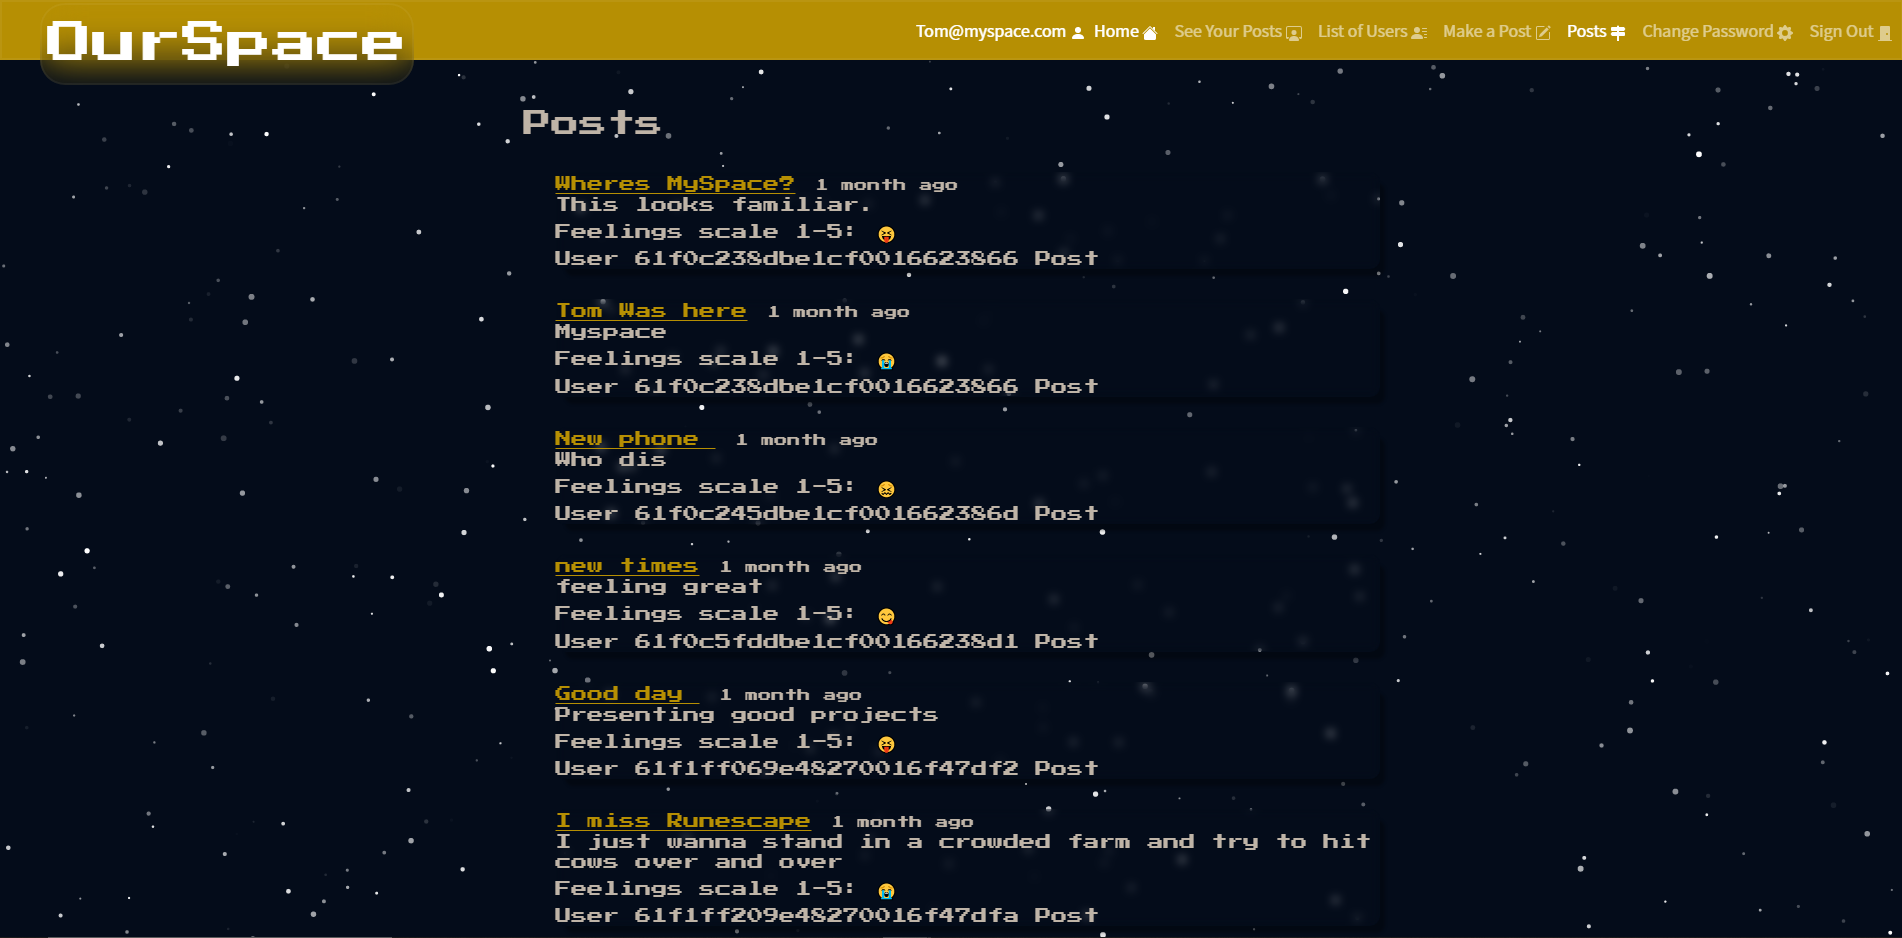 OurSpace
Tom@myspace.com Home See Your Posts List of Users Make a Post Posts Change Password Sign Out
Posts
Wheres MySpace? 1 month ago
This looks familiar.
Feelings scale 1-5: 😝
User 61f0c238dbe1cf0016623866 Post
Tom Was here 1 month ago
Myspace
Feelings scale 1-5: 😭
User 61f0c238dbe1cf0016623866 Post
New phone 1 month ago
Who dis
Feelings scale 1-5: 😖
User 61f0c245dbe1cf001662386d Post
new times 1 month ago
feeling great
Feelings scale 1-5: 😋
User 61f0c5fddbe1cf00166238d1 Post
Good day 1 month ago
Presenting good projects
Feelings scale 1-5: 😝
User 61f1ff069e48270016f47df2 Post
I miss Runescape 1 month ago
I just wanna stand in a crowded farm and try to hit
cows over and over
Feelings scale 1-5: 😭
User 61f1ff209e48270016f47dfa Post